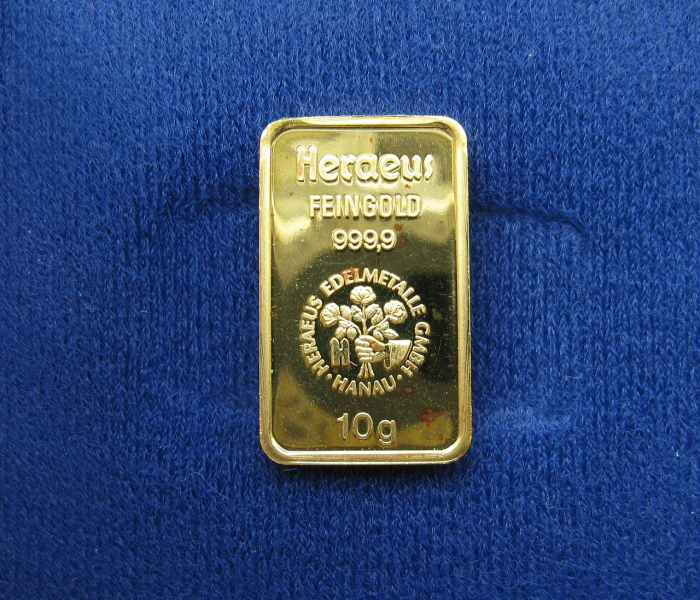 Heraeus
FEINGOLD
999,9
HERAEUS EDELMETALLE GMBH
· HANAU ·
H
10g